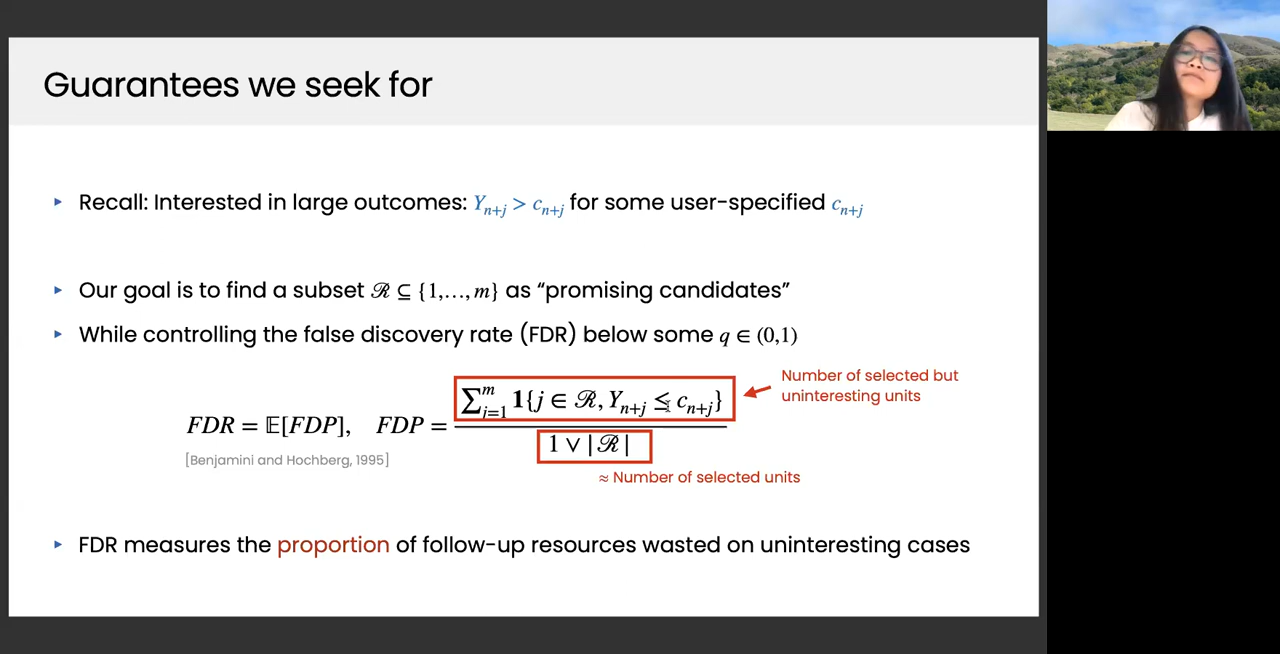 Guarantees we seek for
▸ Recall: Interested in large outcomes: Y_{n+j} > c_{n+j} for some user-specified c_{n+j}
▸ Our goal is to find a subset ℛ ⊆ {1,…,m} as “promising candidates”
▸ While controlling the false discovery rate (FDR) below some q ∈ (0,1)
FDR = 𝔼[FDP], FDP = \frac{∑_{j=1}^{m} 𝟏{j ∈ ℛ, Y_{n+j} ≤ c_{n+j}}}{1 ∨ |ℛ|}
Number of selected but
uninteresting units
[Benjamini and Hochberg, 1995]
≈ Number of selected units
▸ FDR measures the proportion of follow-up resources wasted on uninteresting cases